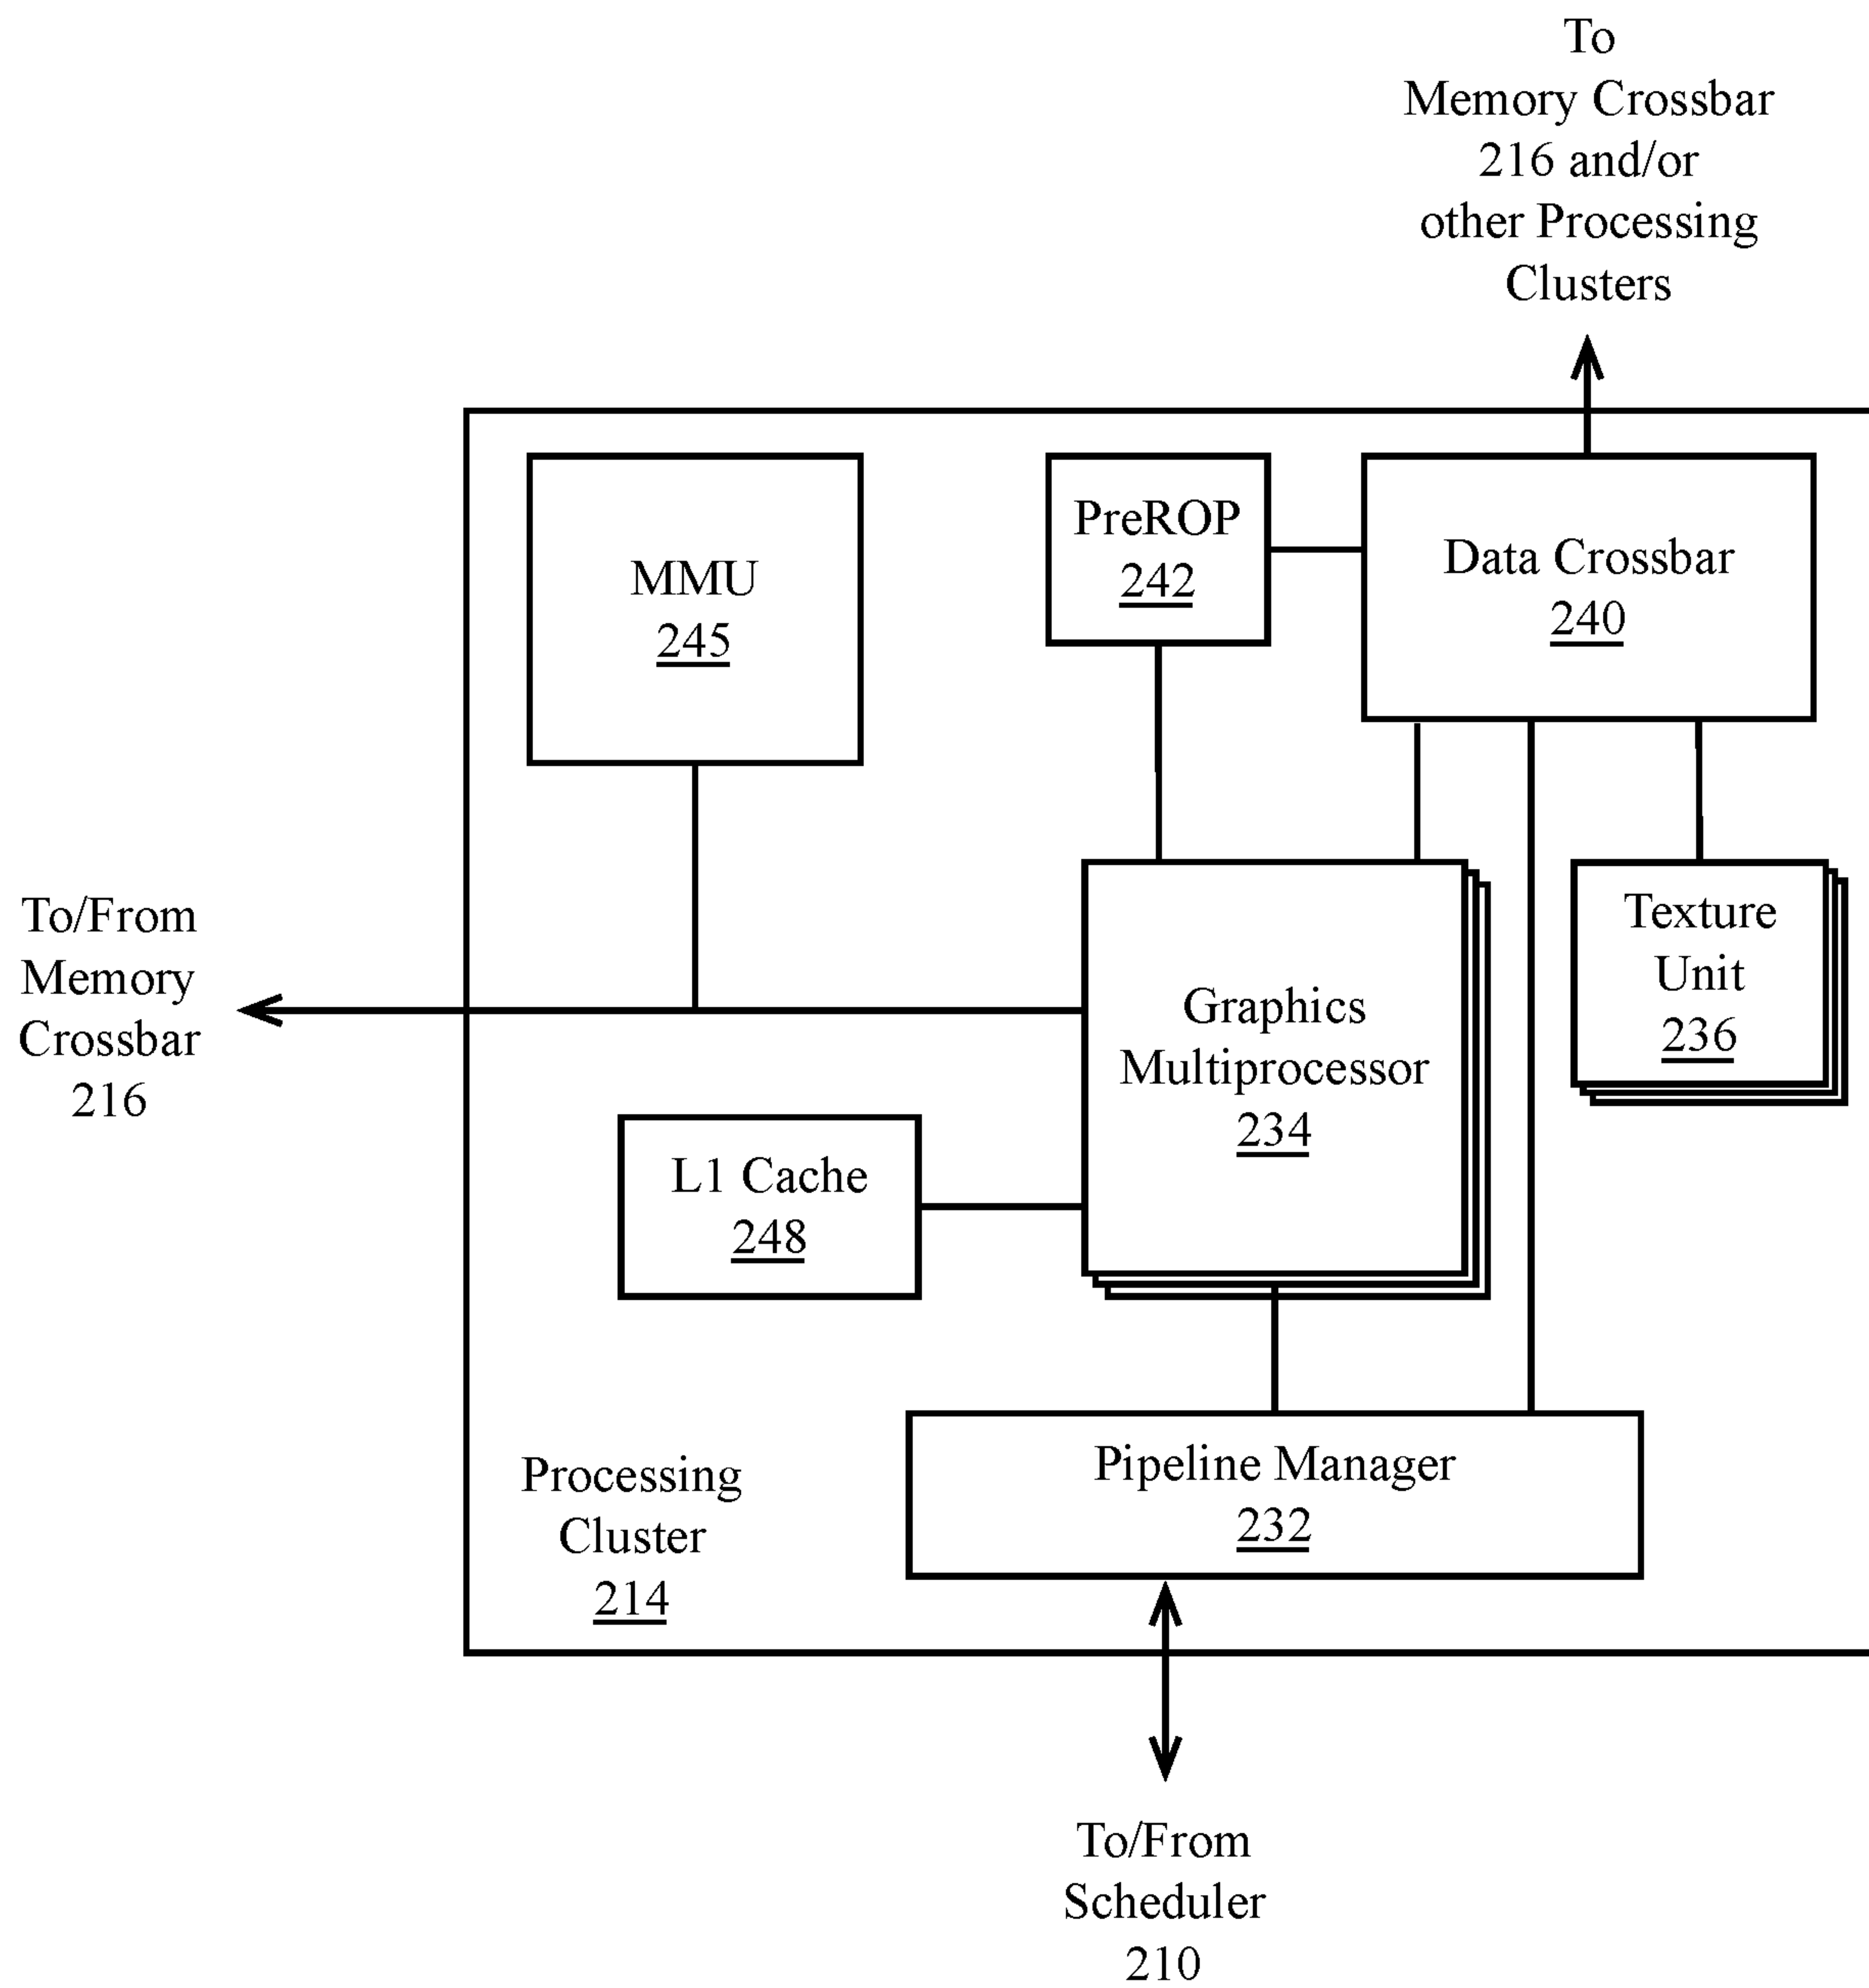 To
Memory Crossbar
216 and/or
other Processing
Clusters
MMU
245
PreROP
242
Data Crossbar
240
To/From
Memory
Crossbar
216
Graphics
Multiprocessor
234
Texture
Unit
236
L1 Cache
248
Processing
Cluster
214
Pipeline Manager
232
To/From
Scheduler
210